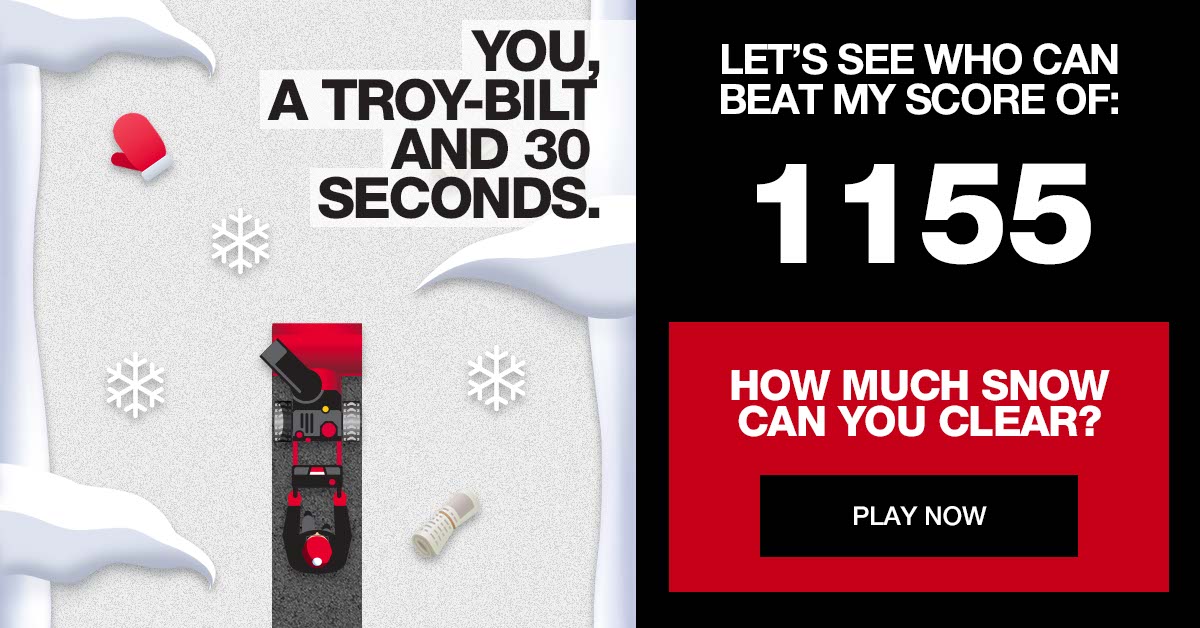 YOU,
A TROY-BILT
AND 30
SECONDS.
LET’S SEE WHO CAN
BEAT MY SCORE OF:
1155
HOW MUCH SNOW
CAN YOU CLEAR?
PLAY NOW